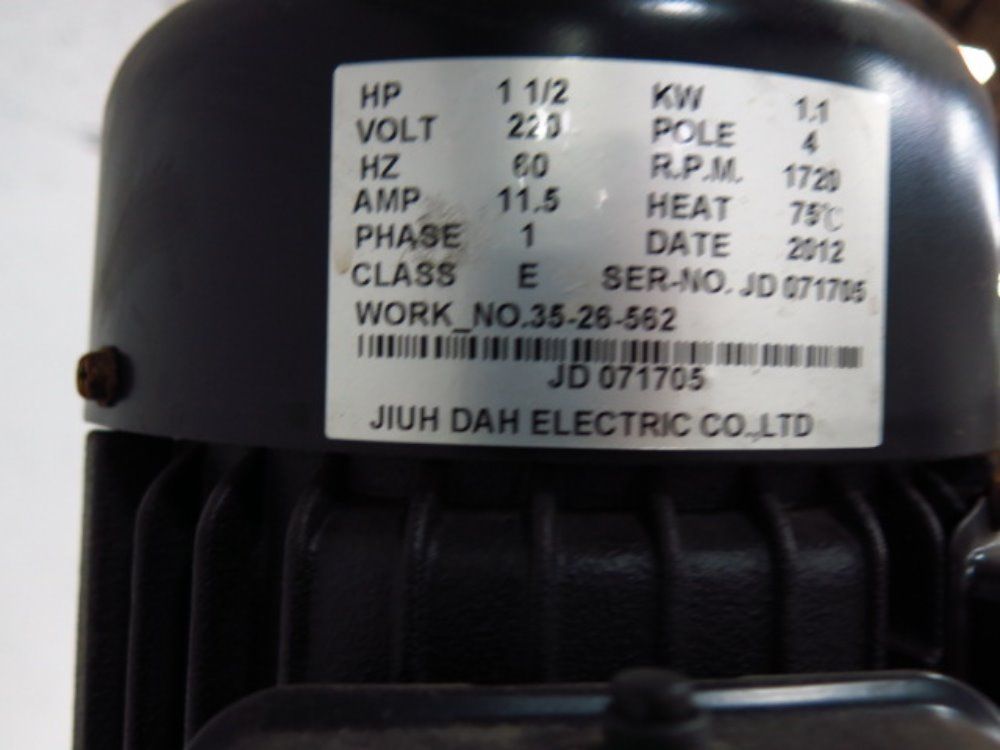 HP 1 1/2 KW 1.1
VOLT 220 POLE 4
HZ 60 R.P.M. 1720
AMP 11.5 HEAT 75℃
PHASE 1 DATE 2012
CLASS E SER-NO. JD 071705
WORK_NO.35-26-562
JD 071705
JIUH DAH ELECTRIC CO.,LTD